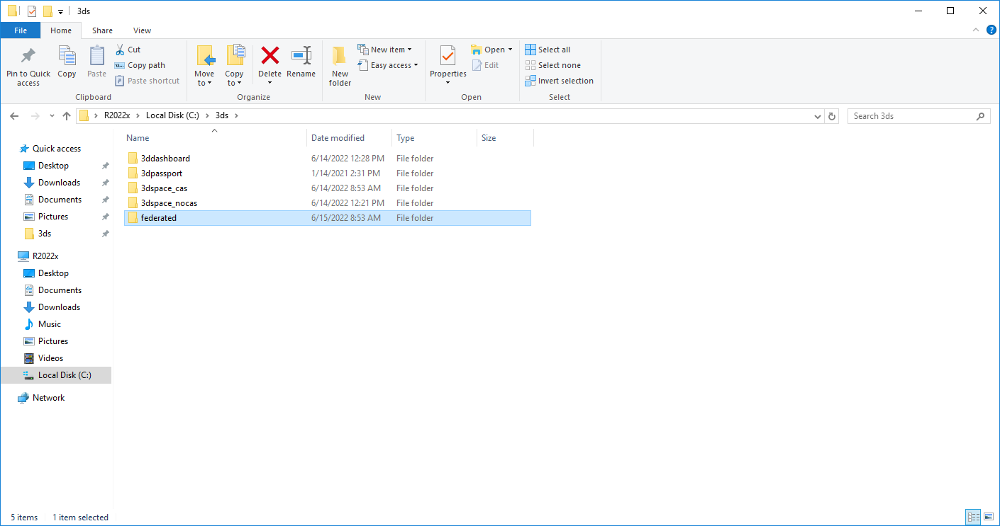 3ds
File Home Share View
Pin to Quick access
Copy
Paste
Cut
Copy path
Paste shortcut
Clipboard
Move to
Copy to
Delete
Rename
Organize
New folder
New item
Easy access
New
Properties
Open
Edit
Open
Select all
Select none
Invert selection
Select
R2022x > Local Disk (C:) > 3ds >
Search 3ds
Quick access
Desktop
Downloads
Documents
Pictures
3ds
R2022x
Desktop
Documents
Downloads
Music
Pictures
Videos
Local Disk (C:)
Network
Name Date modified Type Size
3ddashboard 6/14/2022 12:28 PM File folder
3dpassport 1/14/2021 2:31 PM File folder
3dspace_cas 6/14/2022 8:53 AM File folder
3dspace_nocas 6/14/2022 12:21 PM File folder
federated 6/15/2022 8:53 AM File folder
5 items 1 item selected